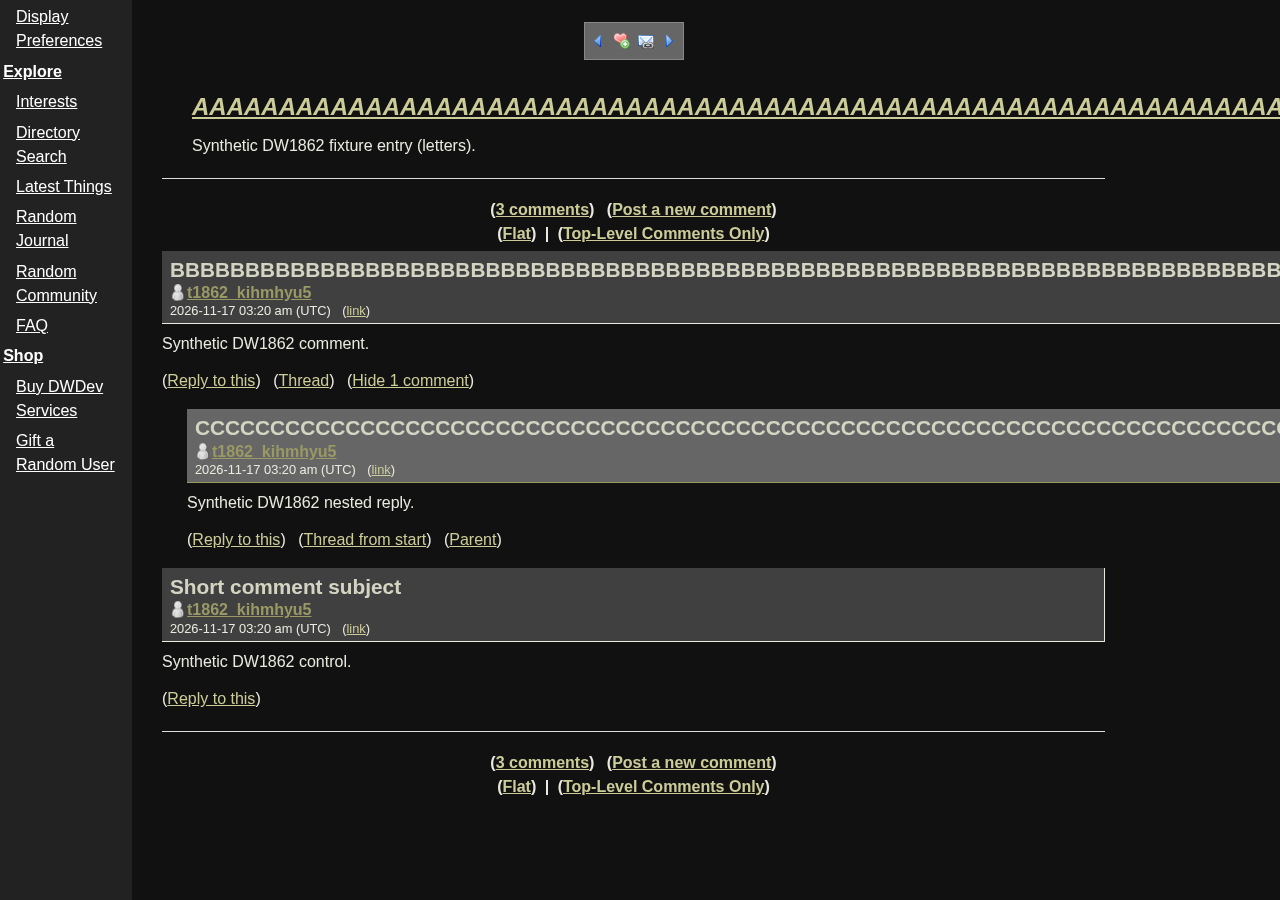 Display
Preferences
Explore
Interests
Directory
Search
Latest Things
Random
Journal
Random
Community
FAQ
Shop
Buy DWDev
Services
Gift a
Random User
AAAAAAAAAAAAAAAAAAAAAAAAAAAAAAAAAAAAAAAAAAAAAAAAAAAAAAAAAAAAAAA
Synthetic DW1862 fixture entry (letters).
(3 comments) (Post a new comment)
(Flat) | (Top-Level Comments Only)
BBBBBBBBBBBBBBBBBBBBBBBBBBBBBBBBBBBBBBBBBBBBBBBBBBBBBBBBBBBBBBBBBBBBBBBBBB
t1862_kihmhyu5
2026-11-17 03:20 am (UTC) (link)
Synthetic DW1862 comment.
(Reply to this) (Thread) (Hide 1 comment)
CCCCCCCCCCCCCCCCCCCCCCCCCCCCCCCCCCCCCCCCCCCCCCCCCCCCCCCCCCCCCCCCCCCCCCCC
t1862_kihmhyu5
2026-11-17 03:20 am (UTC) (link)
Synthetic DW1862 nested reply.
(Reply to this) (Thread from start) (Parent)
Short comment subject
t1862_kihmhyu5
2026-11-17 03:20 am (UTC) (link)
Synthetic DW1862 control.
(Reply to this)
(3 comments) (Post a new comment)
(Flat) | (Top-Level Comments Only)